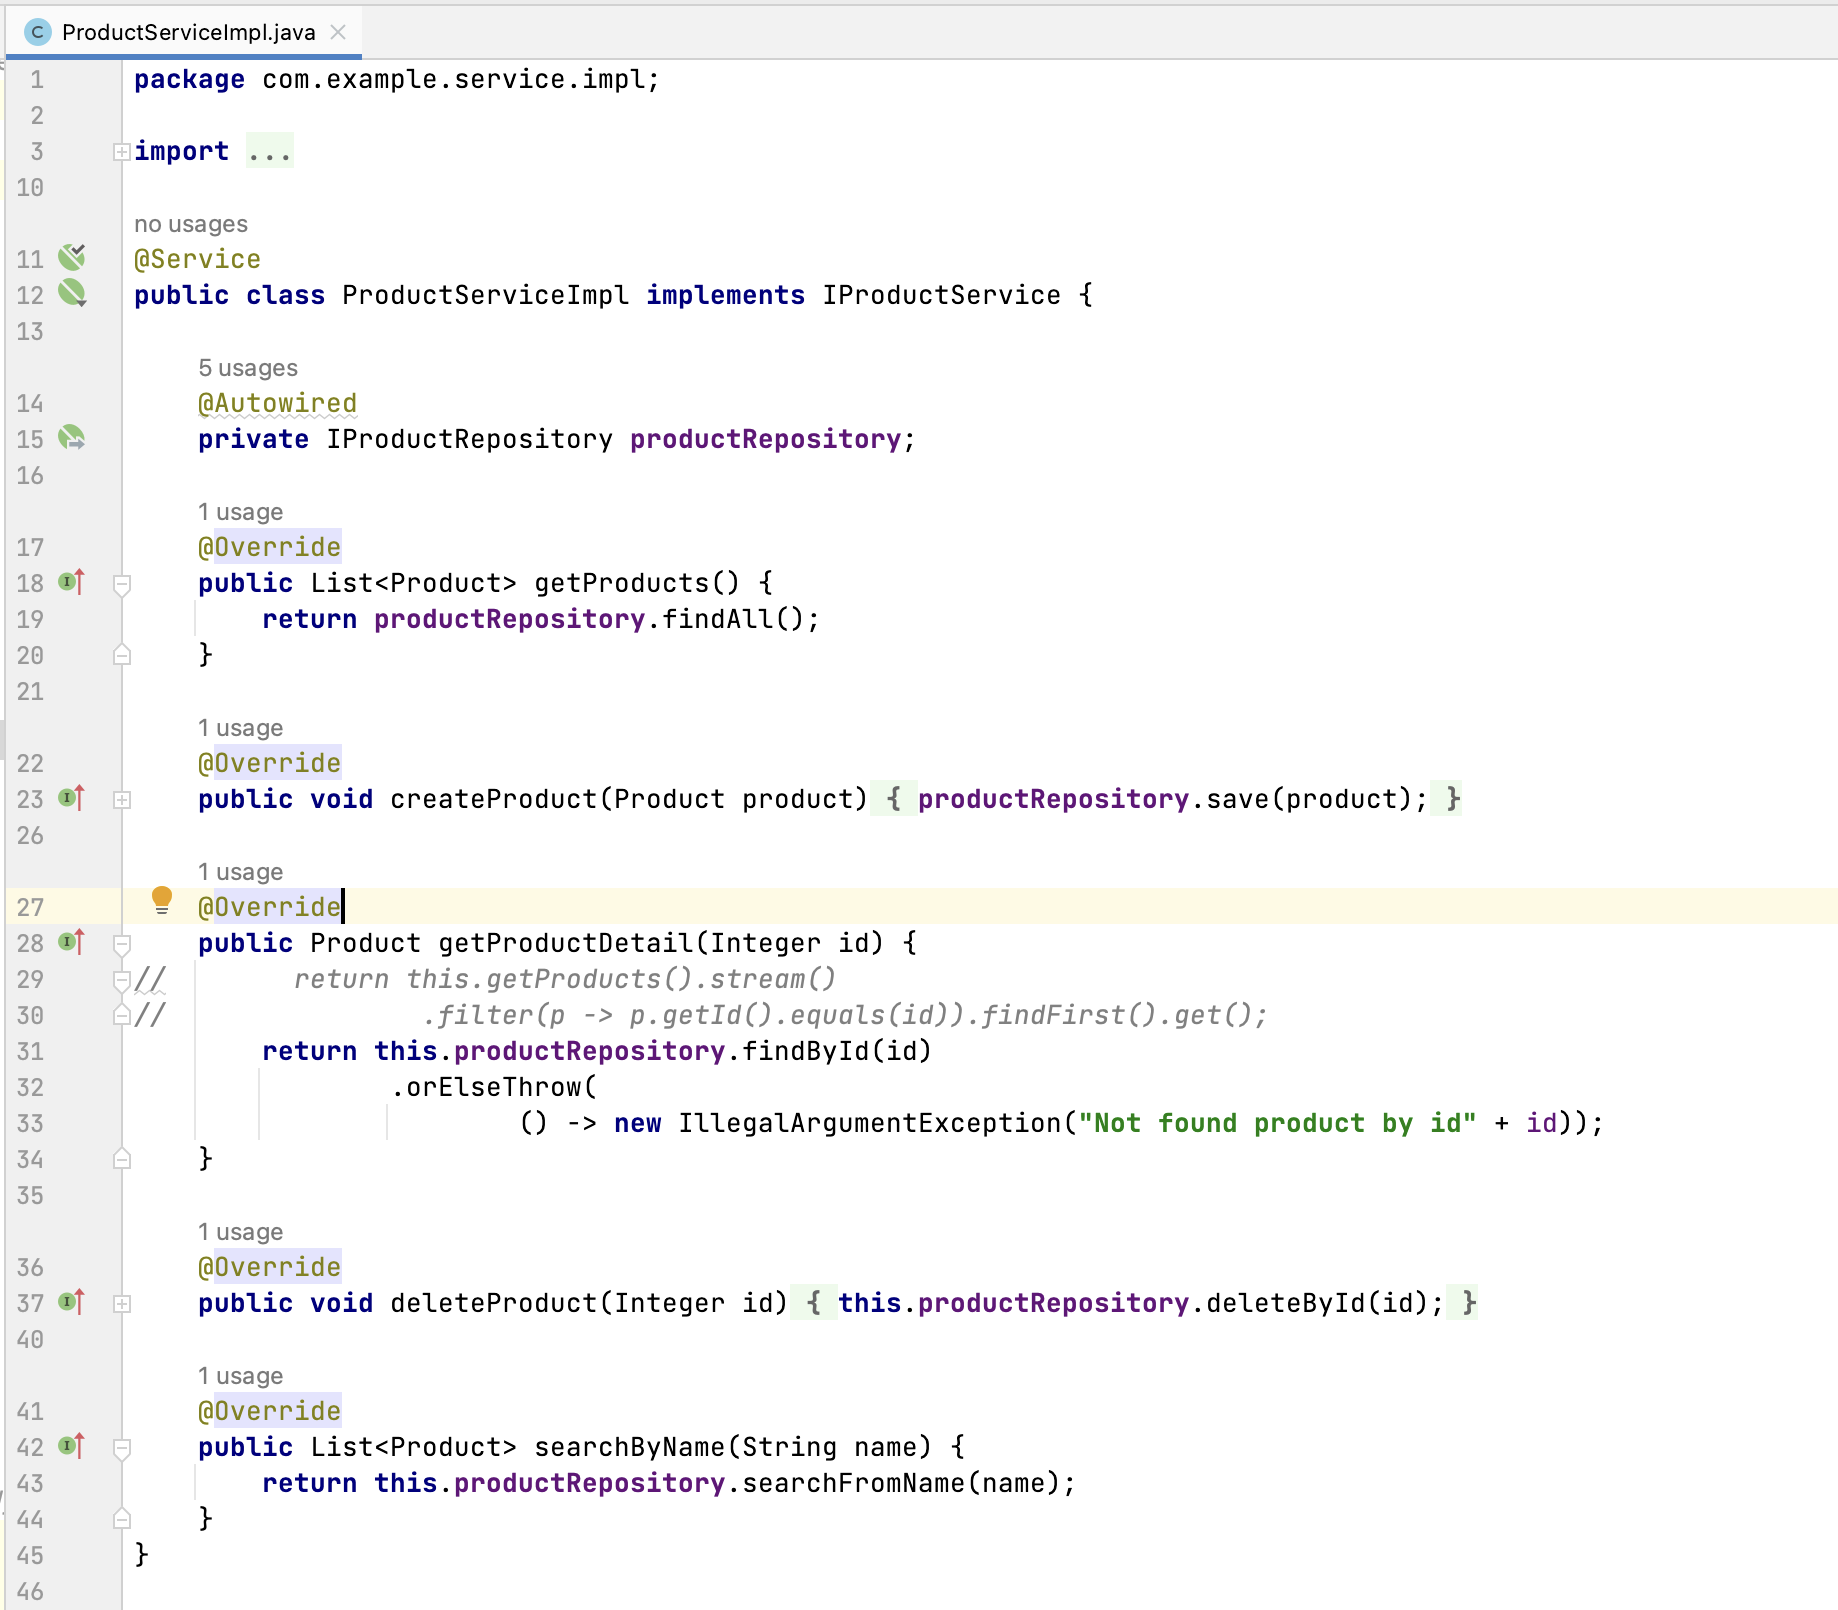 ProductServiceImpl.java
1 package com.example.service.impl;
2
3 import ...
10
no usages
11 @Service
12 public class ProductServiceImpl implements IProductService {
13
5 usages
14 @Autowired
15 private IProductRepository productRepository;
16
1 usage
17 @Override
18 public List<Product> getProducts() {
19 return productRepository.findAll();
20 }
21
1 usage
22 @Override
23 public void createProduct(Product product) { productRepository.save(product); }
26
1 usage
27 @Override
28 public Product getProductDetail(Integer id) {
29 // return this.getProducts().stream()
30 // .filter(p -> p.getId().equals(id)).findFirst().get();
31 return this.productRepository.findById(id)
32 .orElseThrow(
33 () -> new IllegalArgumentException("Not found product by id" + id));
34 }
35
1 usage
36 @Override
37 public void deleteProduct(Integer id) { this.productRepository.deleteById(id); }
40
1 usage
41 @Override
42 public List<Product> searchByName(String name) {
43 return this.productRepository.searchFromName(name);
44 }
45 }
46